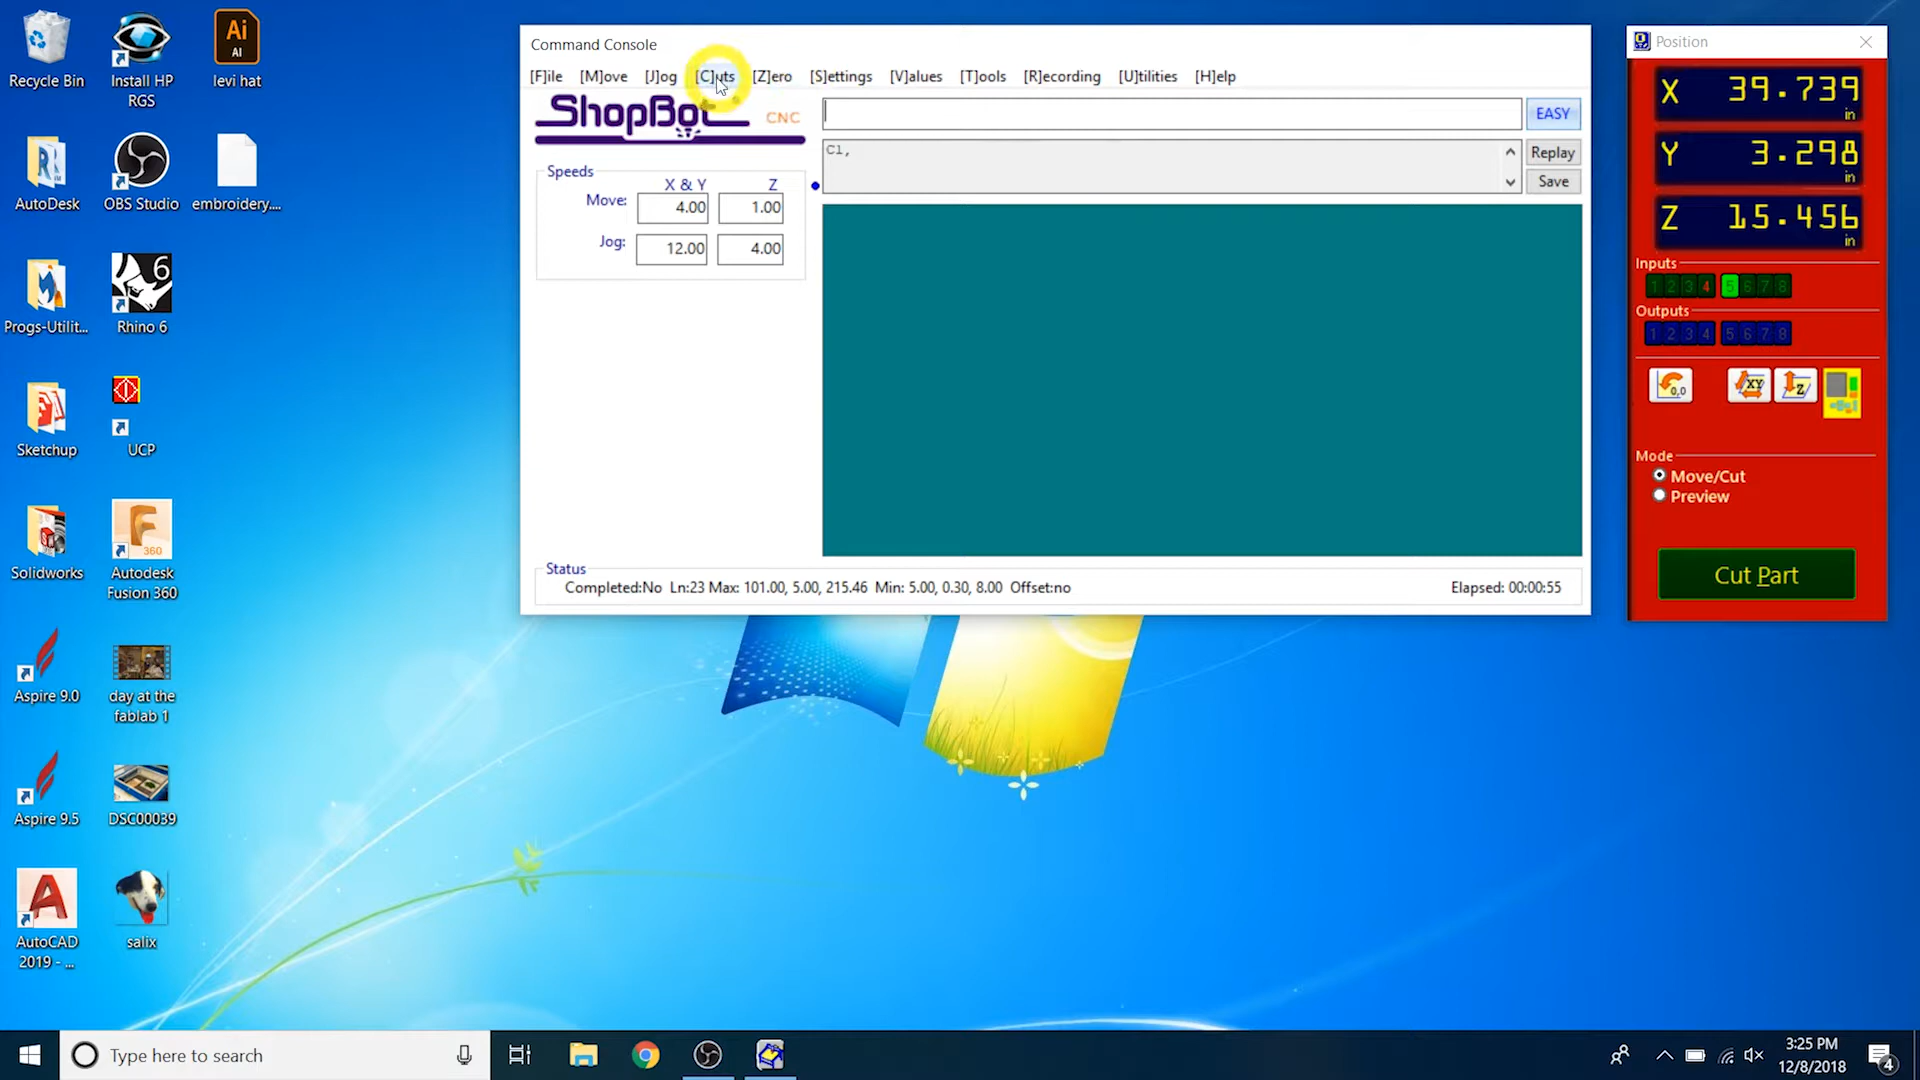 Recycle Bin
Install HP RGS
Ai
AI
levi hat
AutoDesk
OBS Studio
embroidery....
Progs-Utilit...
6
Rhino 6
Sketchup
UCP
Solidworks
F
360
Autodesk Fusion 360
Aspire 9.0
day at the fablab 1
Aspire 9.5
DSC00039
A
AutoCAD 2019 - ...
salix
Command Console
[F]ile [M]ove [J]og [C]uts [Z]ero [S]ettings [V]alues [T]ools [R]ecording [U]tilities [H]elp
ShopBot CNC
EASY
C1,
Replay
Save
Speeds
X & Y Z
Move: 4.00 1.00
Jog: 12.00 4.00
Status
Completed:No Ln:23 Max: 101.00, 5.00, 215.46 Min: 5.00, 0.30, 8.00 Offset:no
Elapsed: 00:00:55
Position
X 39.739 in
Y 3.298 in
Z 15.456 in
Inputs
1 2 3 4 5 6 7 8
Outputs
1 2 3 4 5 6 7 8
0,0
XY
Z
Mode
Move/Cut
Preview
Cut Part
Type here to search
3:25 PM
12/8/2018
4